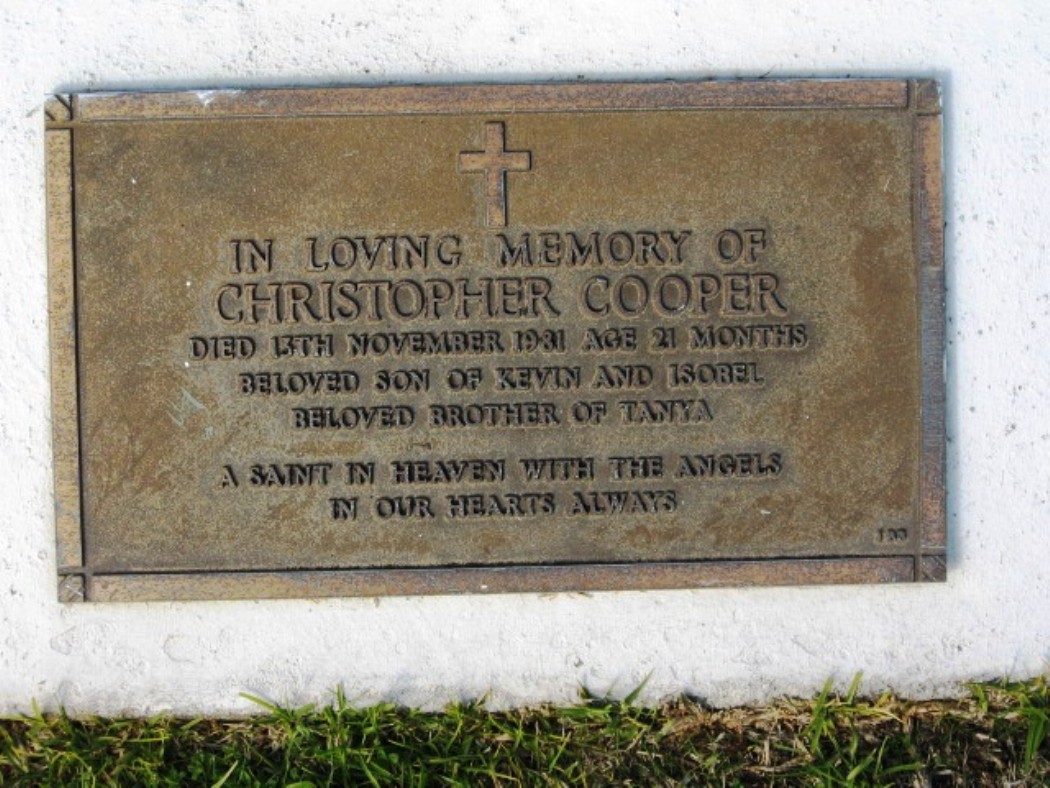 IN LOVING MEMORY OF
CHRISTOPHER COOPER
DIED 13TH NOVEMBER 1981 AGE 21 MONTHS
BELOVED SON OF KEVIN AND ISOBEL
BELOVED BROTHER OF TANYA
A SAINT IN HEAVEN WITH THE ANGELS
IN OUR HEARTS ALWAYS